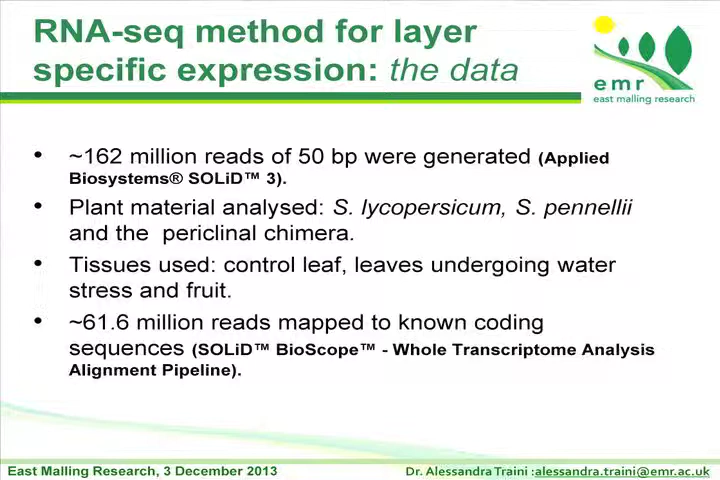 RNA-seq method for layer
specific expression: the data
emr
east malling research
• ~162 million reads of 50 bp were generated (Applied
Biosystems® SOLiD™ 3).
• Plant material analysed: S. lycopersicum, S. pennellii
and the periclinal chimera.
• Tissues used: control leaf, leaves undergoing water
stress and fruit.
• ~61.6 million reads mapped to known coding
sequences (SOLiD™ BioScope™ - Whole Transcriptome Analysis
Alignment Pipeline).
East Malling Research, 3 December 2013
Dr. Alessandra Traini :alessandra.traini@emr.ac.uk